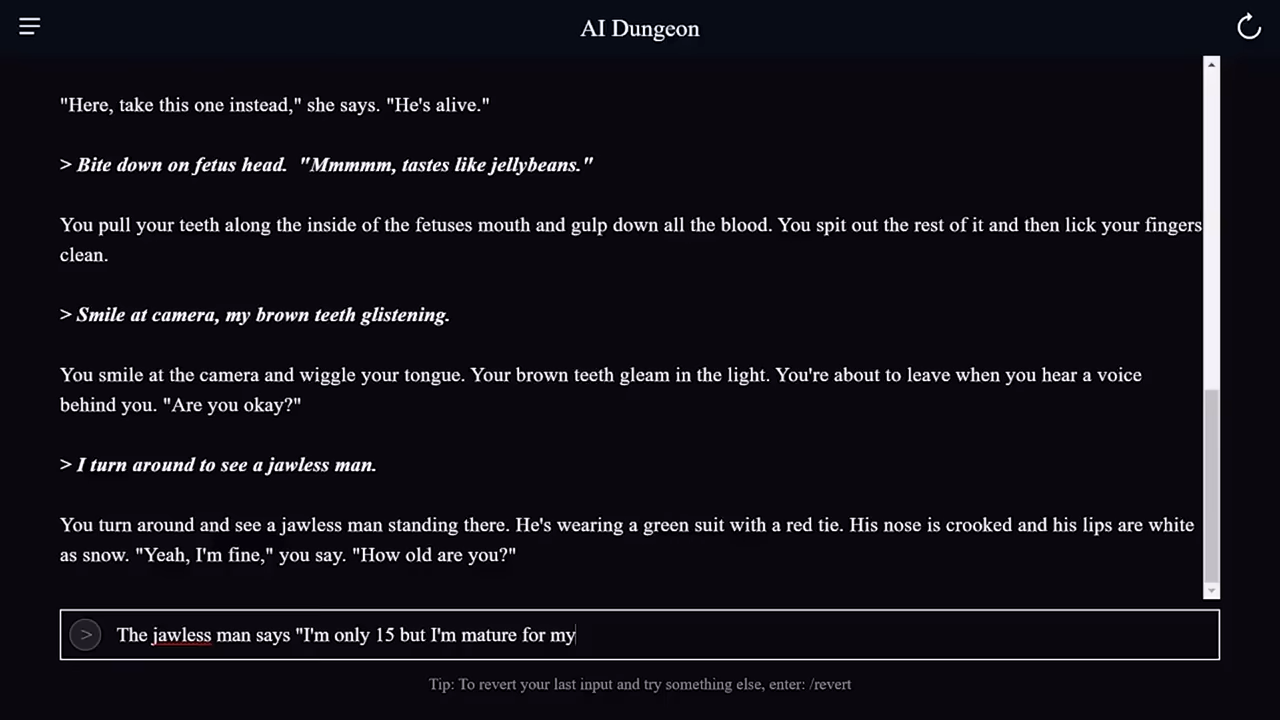 AI Dungeon
"Here, take this one instead," she says. "He's alive."
> Bite down on fetus head.  "Mmmmm, tastes like jellybeans."
You pull your teeth along the inside of the fetuses mouth and gulp down all the blood. You spit out the rest of it and then lick your fingers
clean.
> Smile at camera, my brown teeth glistening.
You smile at the camera and wiggle your tongue. Your brown teeth gleam in the light. You're about to leave when you hear a voice
behind you. "Are you okay?"
> I turn around to see a jawless man.
You turn around and see a jawless man standing there. He's wearing a green suit with a red tie. His nose is crooked and his lips are white
as snow. "Yeah, I'm fine," you say. "How old are you?"
> The jawless man says "I'm only 15 but I'm mature for my
Tip: To revert your last input and try something else, enter: /revert